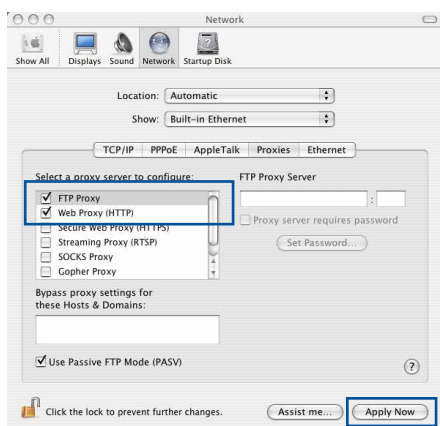 Network
Show All Displays Sound Network Startup Disk
Location: Automatic
Show: Built-in Ethernet
TCP/IP PPPoE AppleTalk Proxies Ethernet
Select a proxy server to configure: FTP Proxy Server
FTP Proxy :
Web Proxy (HTTP) Proxy server requires password
Secure Web Proxy (HTTPS)
Streaming Proxy (RTSP) Set Password...
SOCKS Proxy
Gopher Proxy
Bypass proxy settings for
these Hosts & Domains:
Use Passive FTP Mode (PASV) ?
Click the lock to prevent further changes. Assist me... Apply Now